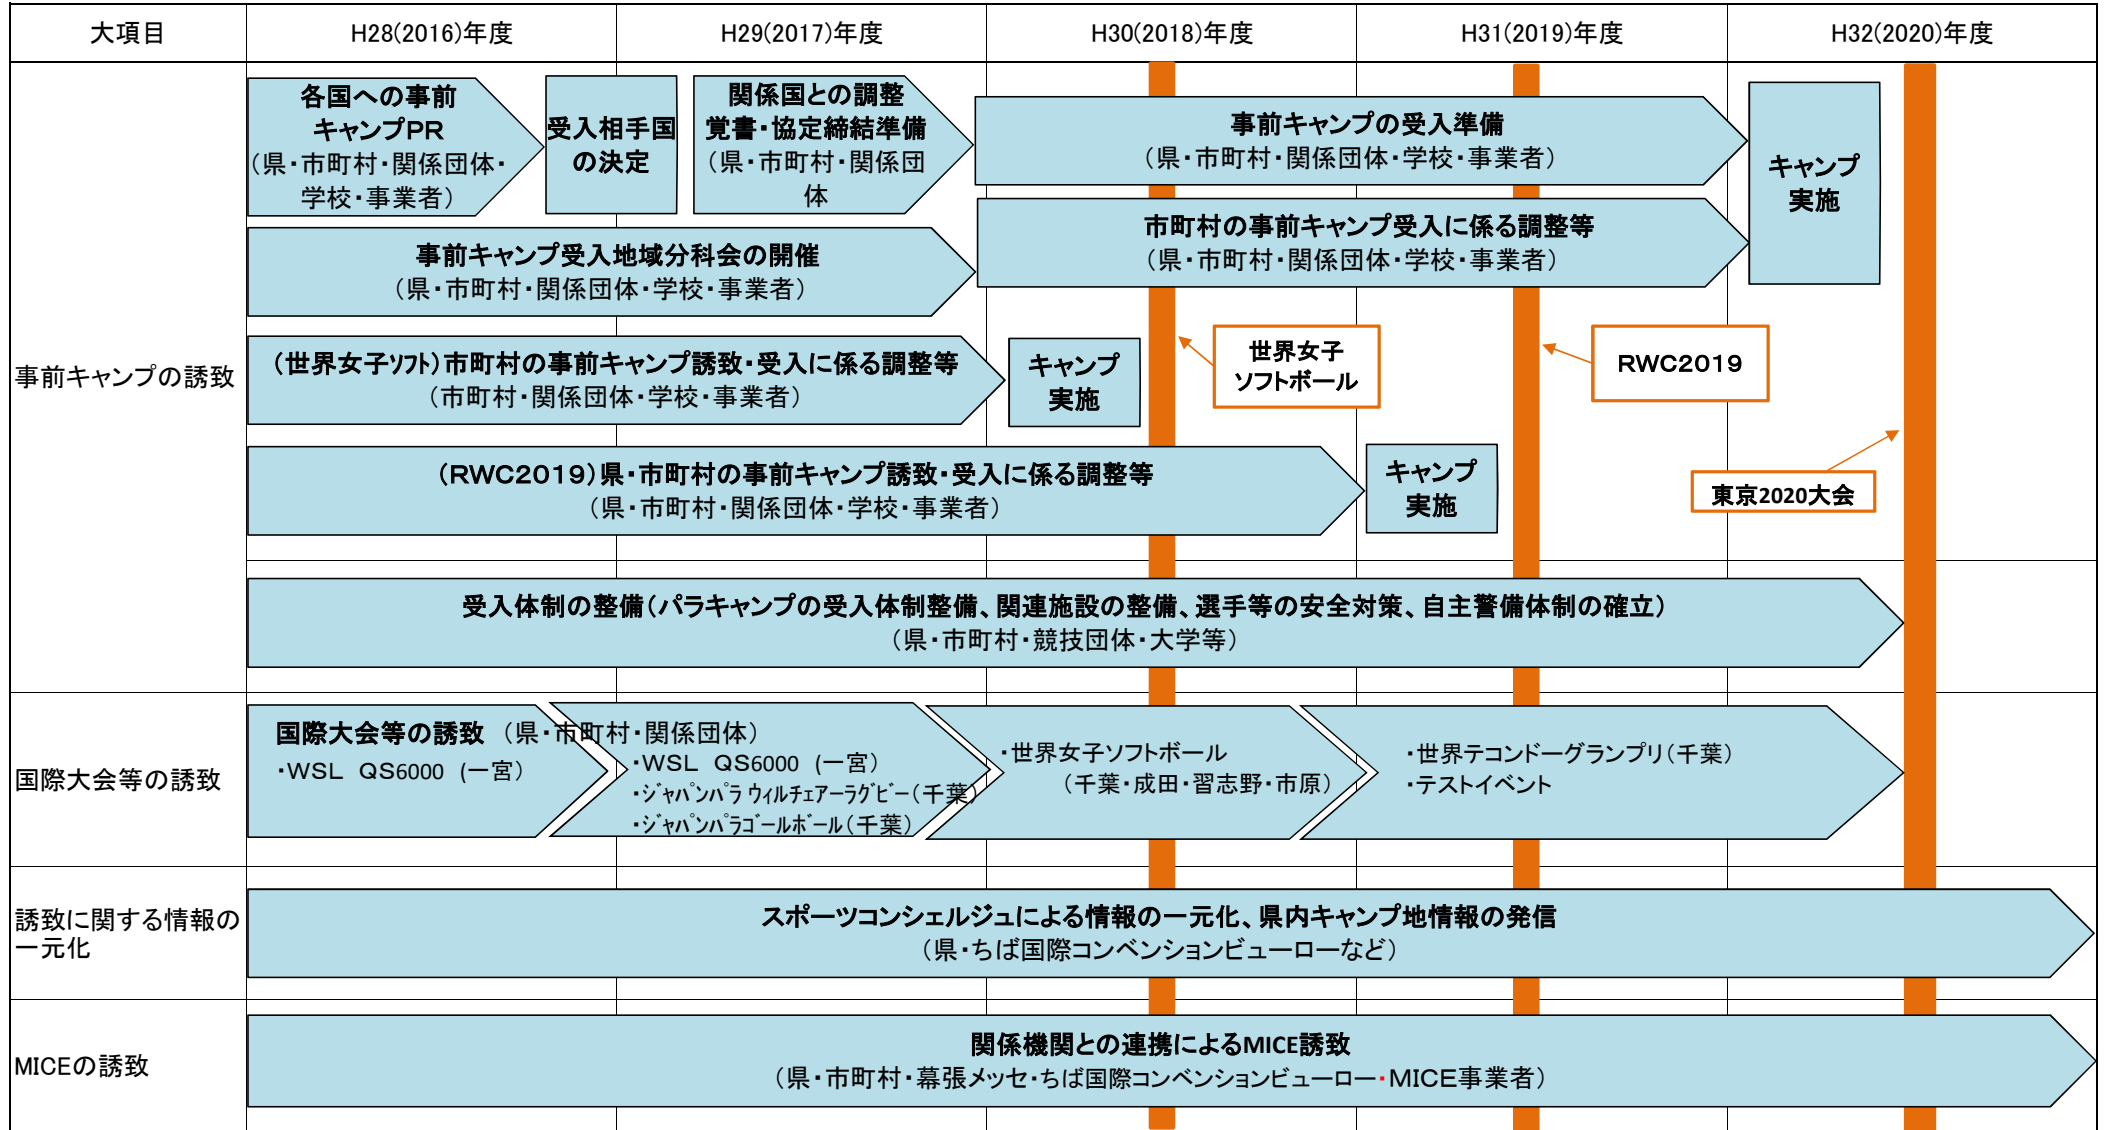 大項目
H28(2016)年度
H29(2017)年度
H30(2018)年度
H31(2019)年度
H32(2020)年度
事前キャンプの誘致
各国への事前
キャンプPR
（県・市町村・関係団体・
学校・事業者）
受入相手国
の決定
関係国との調整
覚書・協定締結準備
（県・市町村・関係団
体
事前キャンプの受入準備
（県・市町村・関係団体・学校・事業者）
キャンプ
実施
事前キャンプ受入地域分科会の開催
（県・市町村・関係団体・学校・事業者）
市町村の事前キャンプ受入に係る調整等
（県・市町村・関係団体・学校・事業者）
（世界女子ｿﾌﾄ）市町村の事前キャンプ誘致・受入に係る調整等
（市町村・関係団体・学校・事業者）
キャンプ
実施
世界女子
ソフトボール
RWC2019
（RWC2019）県・市町村の事前キャンプ誘致・受入に係る調整等
（県・市町村・関係団体・学校・事業者）
キャンプ
実施
東京2020大会
受入体制の整備（パラキャンプの受入体制整備、関連施設の整備、選手等の安全対策、自主警備体制の確立）
（県・市町村・競技団体・大学等）
国際大会等の誘致
国際大会等の誘致 （県・市町村・関係団体）
・WSL QS6000 (一宮）
・WSL QS6000 (一宮）
・ｼﾞｬﾊﾟﾝﾊﾟﾗ ｳｨﾙﾁｪｱｰﾗｸﾞﾋﾞｰ（千葉）
・ｼﾞｬﾊﾟﾝﾊﾟﾗｺﾞｰﾙﾎﾞｰﾙ（千葉）
・世界女子ソフトボール
（千葉・成田・習志野・市原）
・世界テコンドーグランプリ（千葉）
・テストイベント
誘致に関する情報の
一元化
スポーツコンシェルジュによる情報の一元化、県内キャンプ地情報の発信
（県・ちば国際コンベンションビューローなど）
MICEの誘致
関係機関との連携によるMICE誘致
（県・市町村・幕張メッセ・ちば国際コンベンションビューロー・MICE事業者）